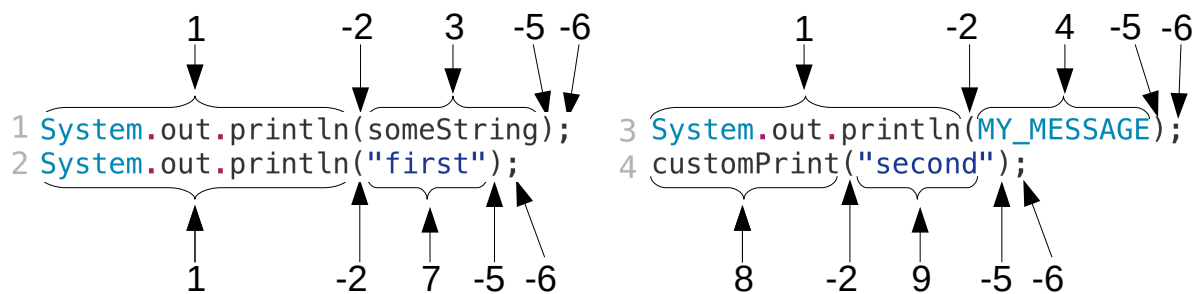 1 -2 3 -5 -6 1 -2 4 -5 -6
1 System.out.println(someString); 3 System.out.println(MY_MESSAGE);
2 System.out.println("first"); 4 customPrint("second");
1 -2 7 -5 -6 8 -2 9 -5 -6